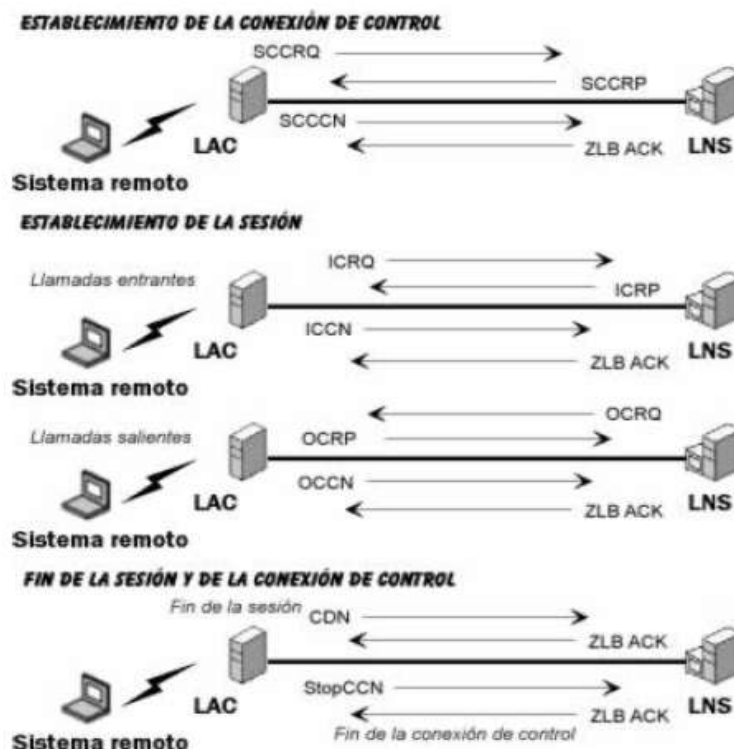 ESTABLECIMIENTO DE LA CONEXIÓN DE CONTROL
SCCRQ
SCCRP
SCCCN
ZLB ACK
LAC
LNS
Sistema remoto
ESTABLECIMIENTO DE LA SESIÓN
Llamadas entrantes
ICRQ
ICRP
ICCN
ZLB ACK
LAC
LNS
Sistema remoto
Llamadas salientes
OCRQ
OCRP
OCCN
ZLB ACK
LAC
LNS
Sistema remoto
FIN DE LA SESIÓN Y DE LA CONEXIÓN DE CONTROL
Fin de la sesión
CDN
ZLB ACK
StopCCN
LAC
LNS
ZLB ACK
Fin de la conexión de control
Sistema remoto